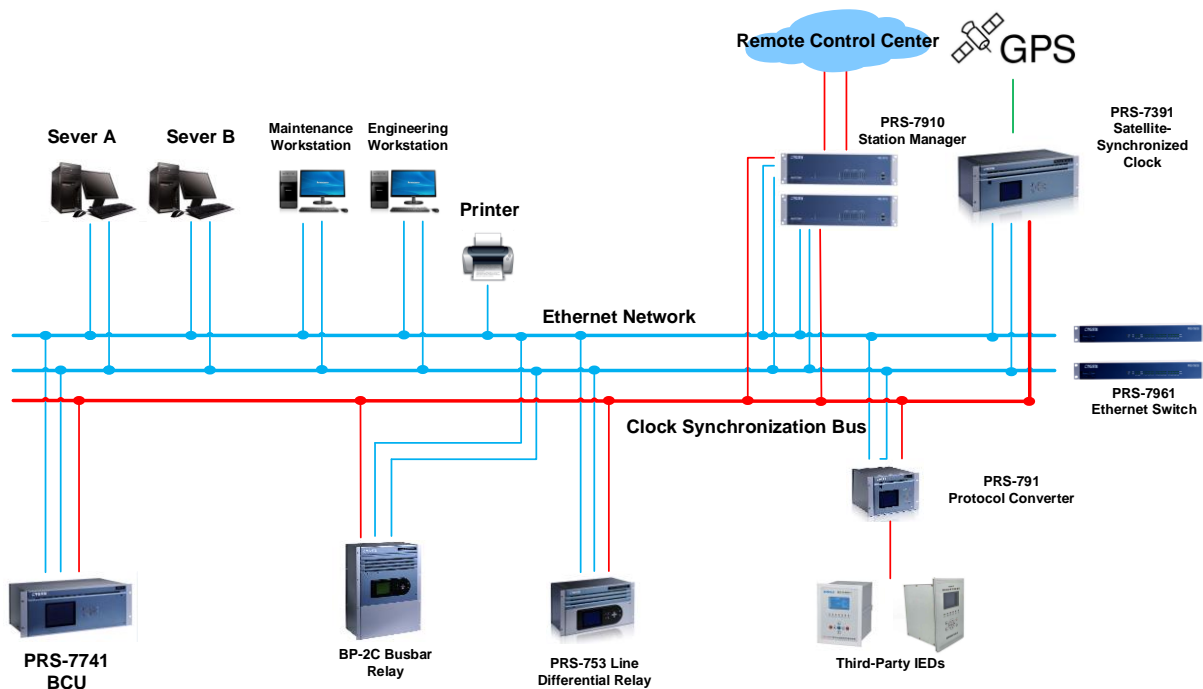 Remote Control Center
GPS
PRS-7391
Satellite-
Synchronized
Clock
PRS-7910
Station Manager
Sever A
Sever B
Maintenance
Workstation
Engineering
Workstation
Printer
Ethernet Network
PRS-7961
Ethernet Switch
Clock Synchronization Bus
PRS-791
Protocol Converter
PRS-7741
BCU
BP-2C Busbar
Relay
PRS-753 Line
Differential Relay
Third-Party IEDs